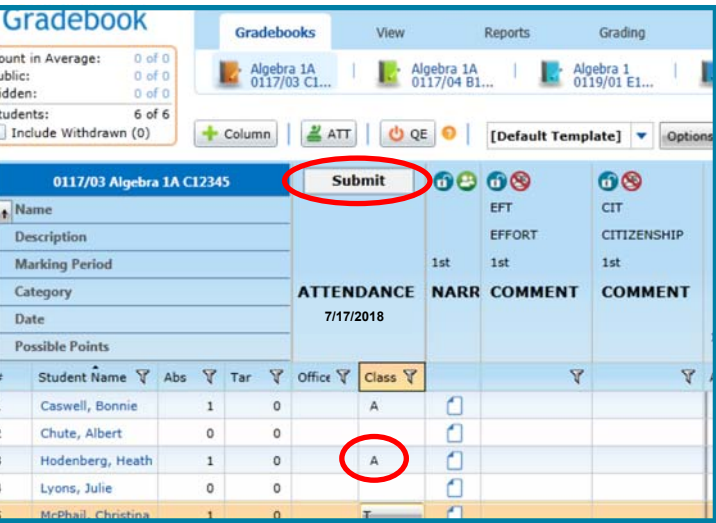 Gradebook
Gradebooks View Reports Grading
ount in Average: 0 of 0
ublic: 0 of 0
idden: 0 of 0
tudents: 6 of 6
Include Withdrawn (0)
Algebra 1A
0117/03 C1...
Algebra 1A
0117/04 B1...
Algebra 1
0119/01 E1...
Column ATT QE [Default Template] Options
0117/03 Algebra 1A C12345 Submit
Name EFT CIT
Description EFFORT CITIZENSHIP
Marking Period 1st 1st 1st
Category ATTENDANCE NARR COMMENT COMMENT
Date 7/17/2018
Possible Points
Student Name Abs Tar Office Class
Caswell, Bonnie 1 0 A
Chute, Albert 0 0
Hodenberg, Heath 1 0 A
Lyons, Julie 0 0
McPhail, Christina 1 0 T